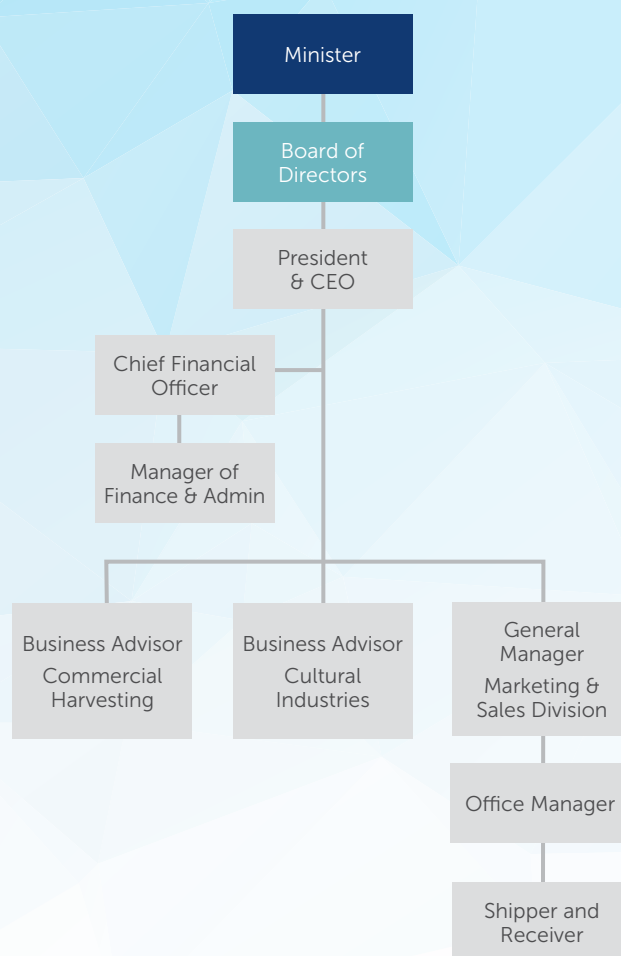 Minister
Board of
Directors
President
& CEO
Chief Financial
Officer
Manager of
Finance & Admin
Business Advisor
Commercial
Harvesting
Business Advisor
Cultural
Industries
General
Manager
Marketing &
Sales Division
Office Manager
Shipper and
Receiver